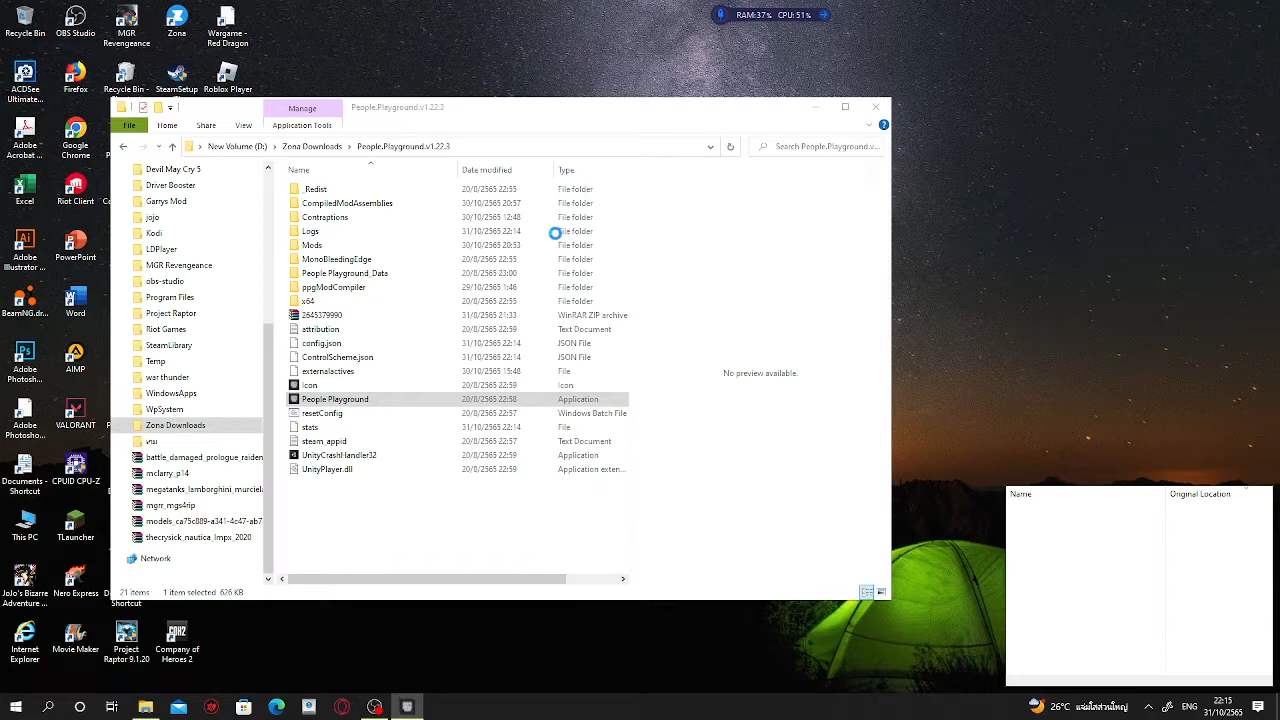 RAM:37% CPU:51%
Recycle Bin
OBS Studio
MGR Revengeance
Zona
Wargame - Red...
ACDSee Ultimate...
Firefox
Recycle Bin -
SteamSetup
Roblox Player
Adobe Acrobat...
Google Chrome
Adobe
Excel
Riot Client
Adobe Illustrator ...
PowerPoint
BeamNG.dr...
Word
Adobe Photosh...
AIMP
Adobe Photosho...
VALORANT
Documents - Shortcut
CPUID CPU-Z
This PC
TLauncher
JoJo's Bizarre Adventure ...
Nero Express
Shortcut
Internet Explorer
Movie Maker
Project Raptor 9.1.20
Company of Heroes 2
Manage
People.Playground.v1.22.3
File
Home
Share
View
Application Tools
New Volume (D:)
Zona Downloads
People.Playground.v1.22.3
Search People.Playground.v...
Devil May Cry 5
Driver Booster
Garrys Mod
jojo
Kodi
LDPlayer
MGR Revengeance
obs-studio
Program Files
Project Raptor
Riot Games
SteamLibrary
Temp
war thunder
WindowsApps
WpSystem
Zona Downloads
battle_damaged_prologue_raiden
mclarry_p14
megatanks_lamborghini_murciela
mgrr_mgs4rip
models_ca75c889-a341-4c47-ab7
thecrysick_nautica_lmpx_2020
Network
Name Date modified Type
_Redist 20/8/2565 22:55 File folder
CompiledModAssemblies 30/10/2565 20:57 File folder
Contraptions 30/10/2565 12:48 File folder
Logs 31/10/2565 22:14 File folder
Mods 30/10/2565 20:53 File folder
MonoBleedingEdge 20/8/2565 22:55 File folder
People Playground_Data 20/8/2565 23:00 File folder
ppgModCompiler 29/10/2565 1:46 File folder
x64 20/8/2565 22:55 File folder
2645379990 31/8/2565 21:33 WinRAR ZIP archive
attribution 20/8/2565 22:59 Text Document
config.json 31/10/2565 22:14 JSON File
ControlScheme.json 31/10/2565 22:14 JSON File
externalactives 30/10/2565 15:48 File
Icon 20/8/2565 22:59 Icon
People Playground 20/8/2565 22:58 Application
resetConfig 20/8/2565 22:57 Windows Batch File
stats 31/10/2565 22:14 File
steam_appid 20/8/2565 22:57 Text Document
UnityCrashHandler32 20/8/2565 22:59 Application
UnityPlayer.dll 20/8/2565 22:59 Application exten...
No preview available.
21 items 1 item selected 626 KB
Name Original Location
25°C
ENG
22:15
31/10/2565